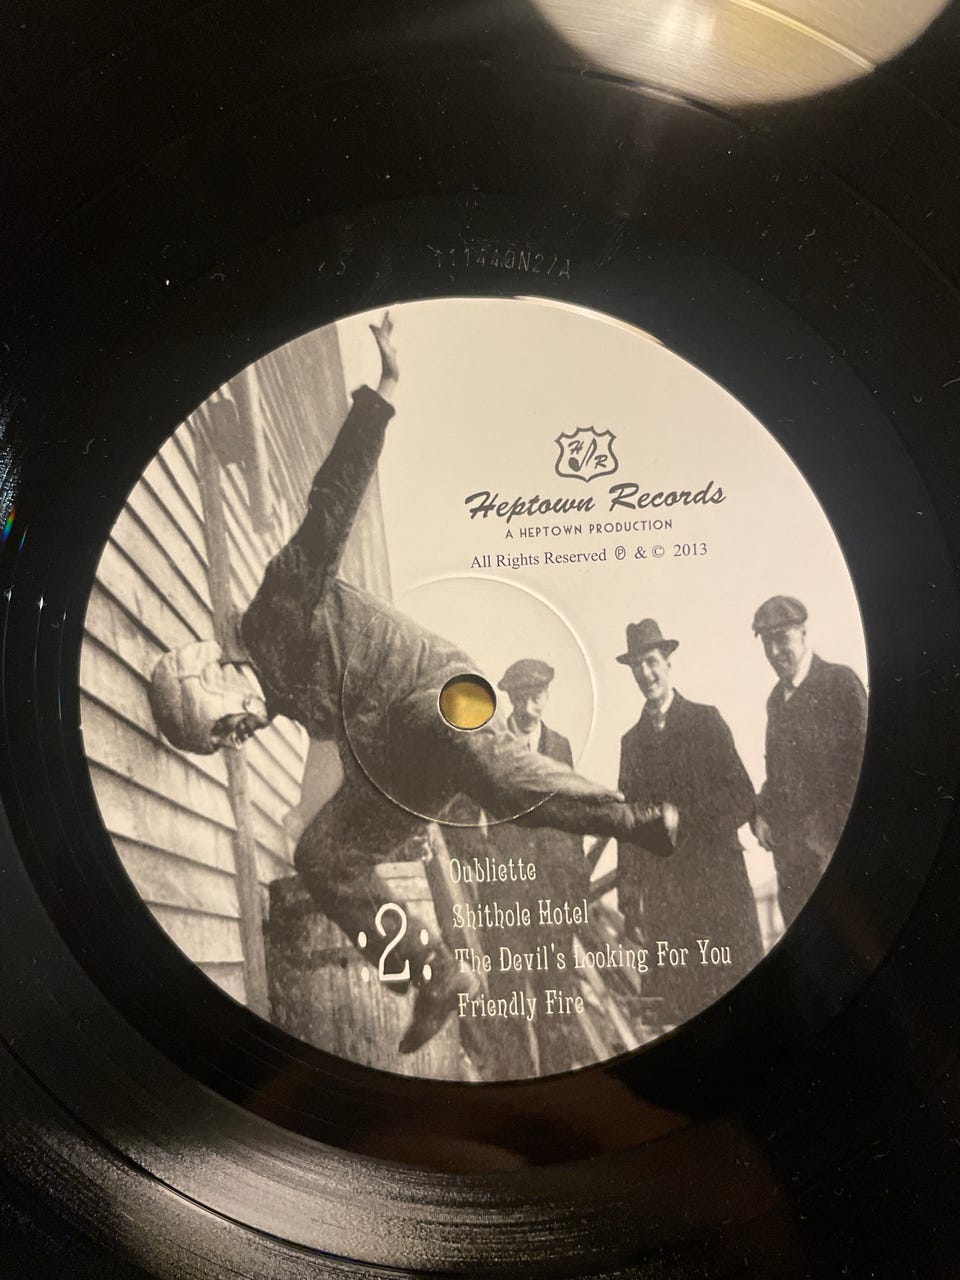 111440N2/A
H R
Heptown Records
A HEPTOWN PRODUCTION
All Rights Reserved ℗ & © 2013
:2:
Oubliette
Shithole Hotel
The Devil's Looking For You
Friendly Fire